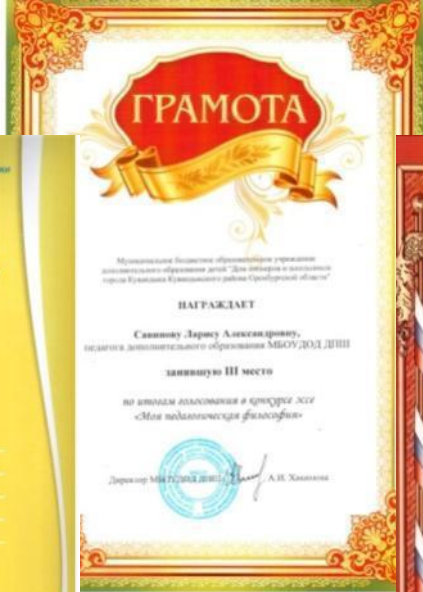 ГРАМОТА
Муниципальное бюджетное образовательное учреждение
дополнительного образования детей "Дом пионеров и школьников
города Кувандыка Кувандыкского района Оренбургской области"
НАГРАЖДАЕТ
Савинову Ларису Александровну,
педагога дополнительного образования МБОУДОД ДПШ
занявшую III место
по итогам голосования в конкурсе эссе
«Моя педагогическая философия»
Директор МБОУДОД ДПШ А.И.